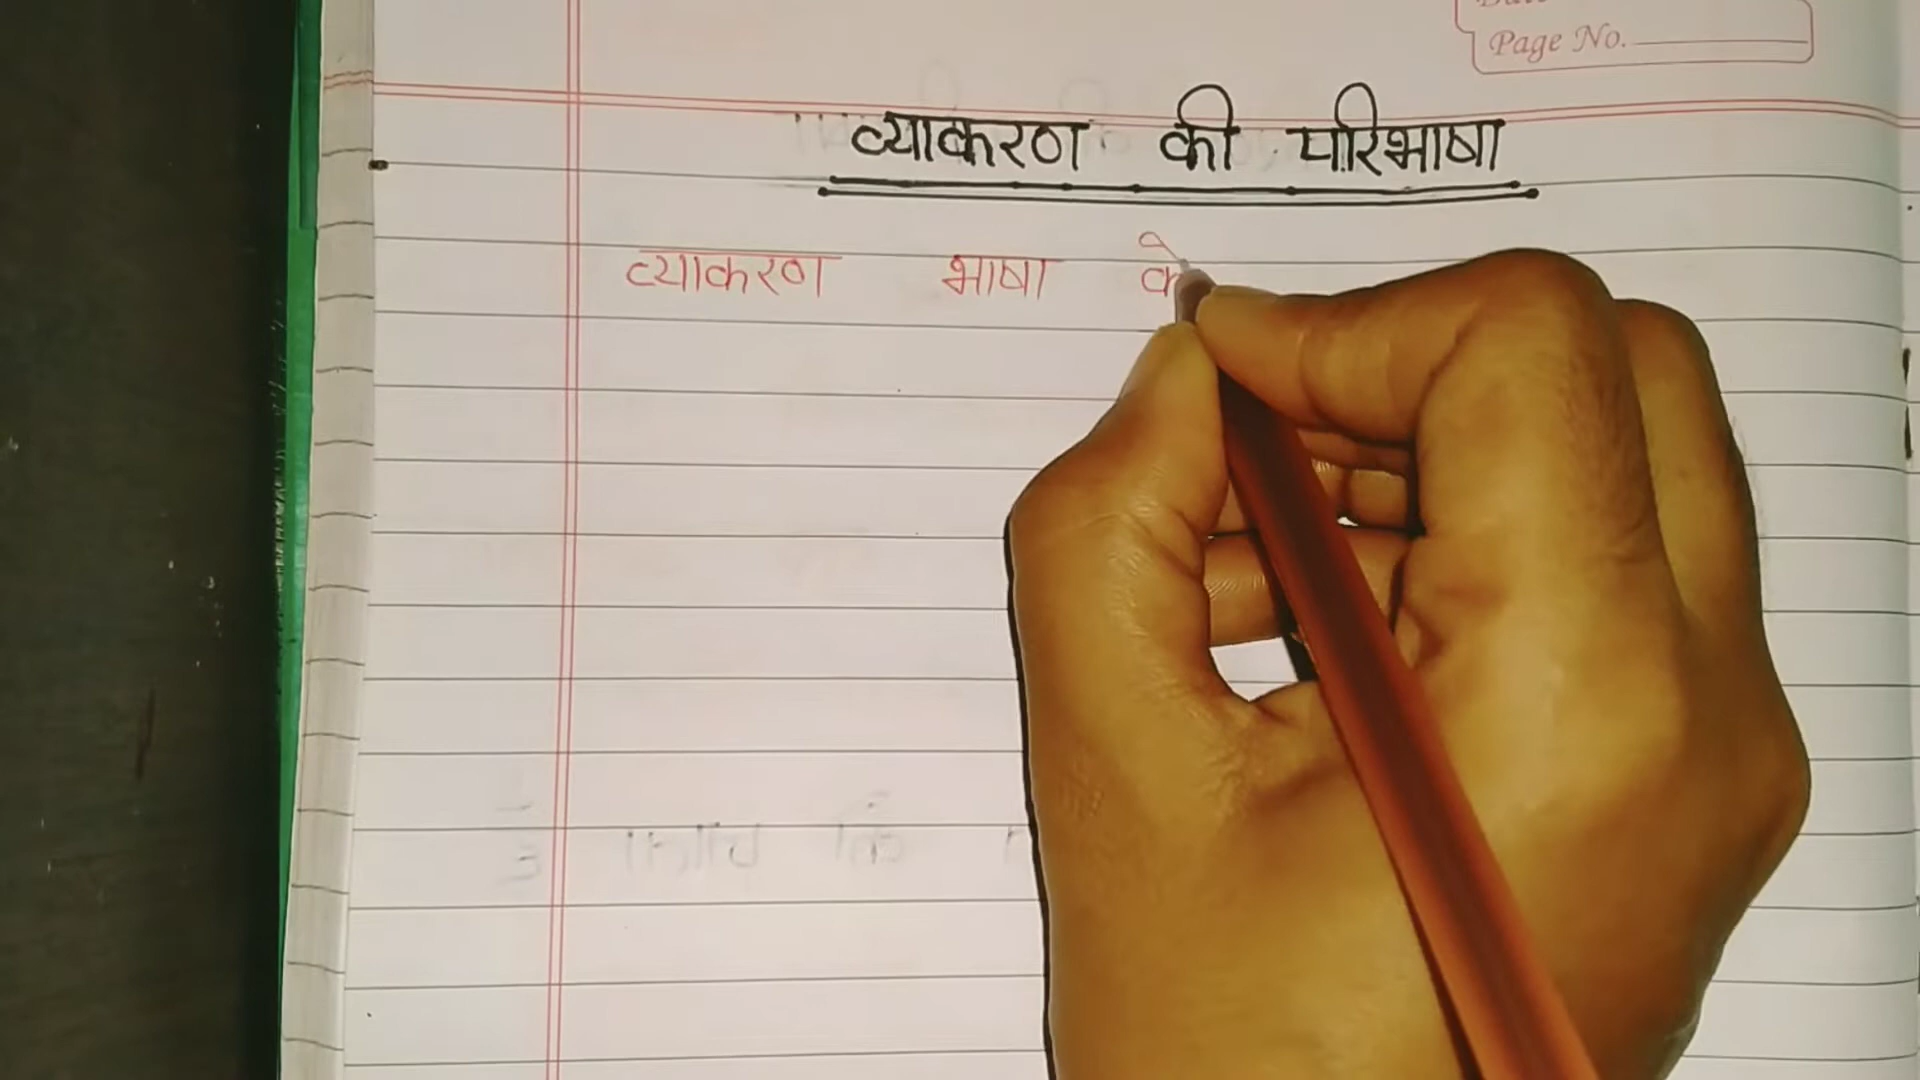 Page No.
व्याकरण की परिभाषा
व्याकरण भाषा के